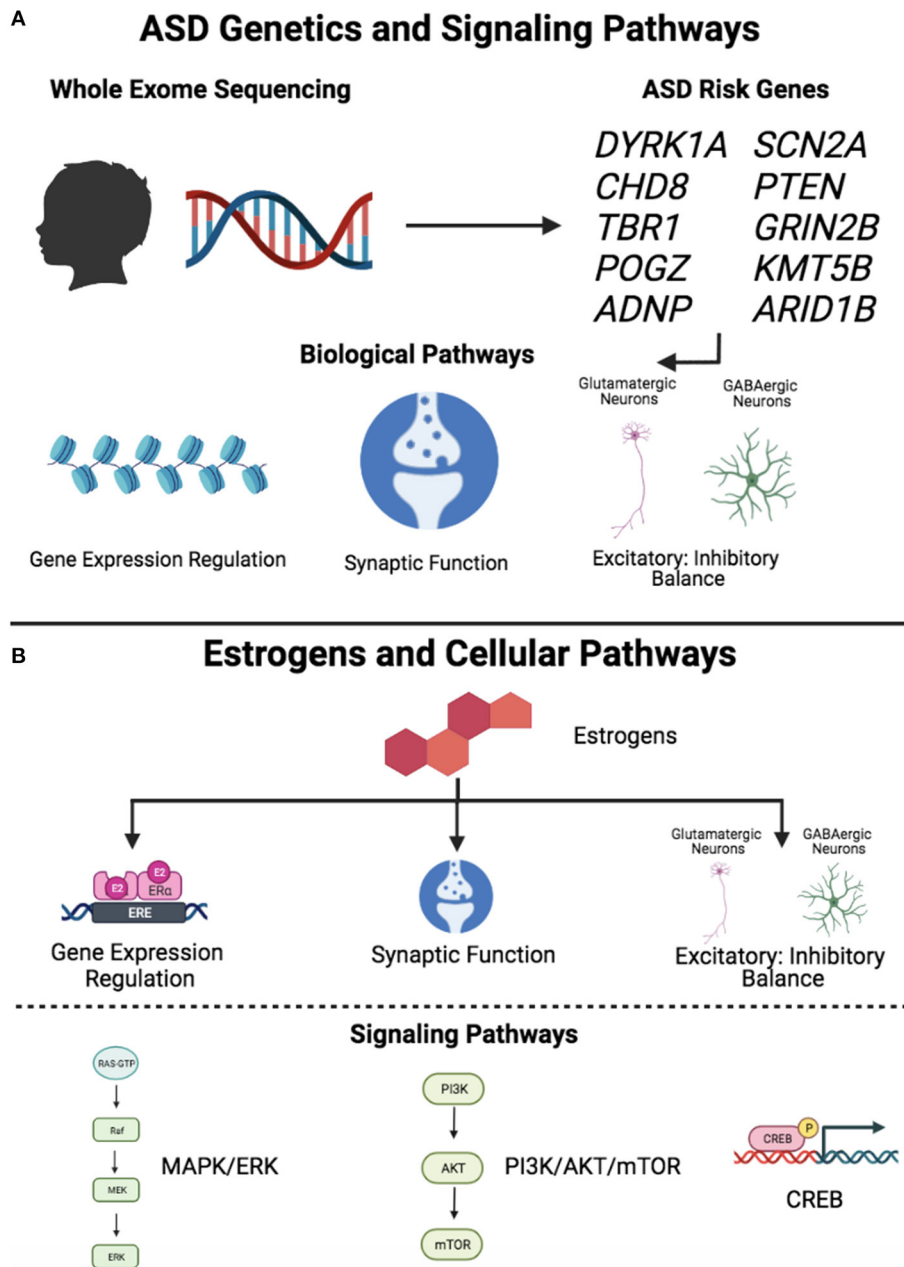 A
ASD Genetics and Signaling Pathways
Whole Exome Sequencing
ASD Risk Genes
DYRK1A SCN2A
CHD8 PTEN
TBR1 GRIN2B
POGZ KMT5B
ADNP ARID1B
Biological Pathways
Glutamatergic
Neurons
GABAergic
Neurons
Gene Expression Regulation
Synaptic Function
Excitatory: Inhibitory
Balance
B
Estrogens and Cellular Pathways
Estrogens
Glutamatergic
Neurons
GABAergic
Neurons
E2
E2
ERα
ERE
Gene Expression
Regulation
Synaptic Function
Excitatory: Inhibitory
Balance
Signaling Pathways
RAS-GTP
Raf
MEK
ERK
MAPK/ERK
PI3K
AKT
mTOR
PI3K/AKT/mTOR
CREB
P
CREB